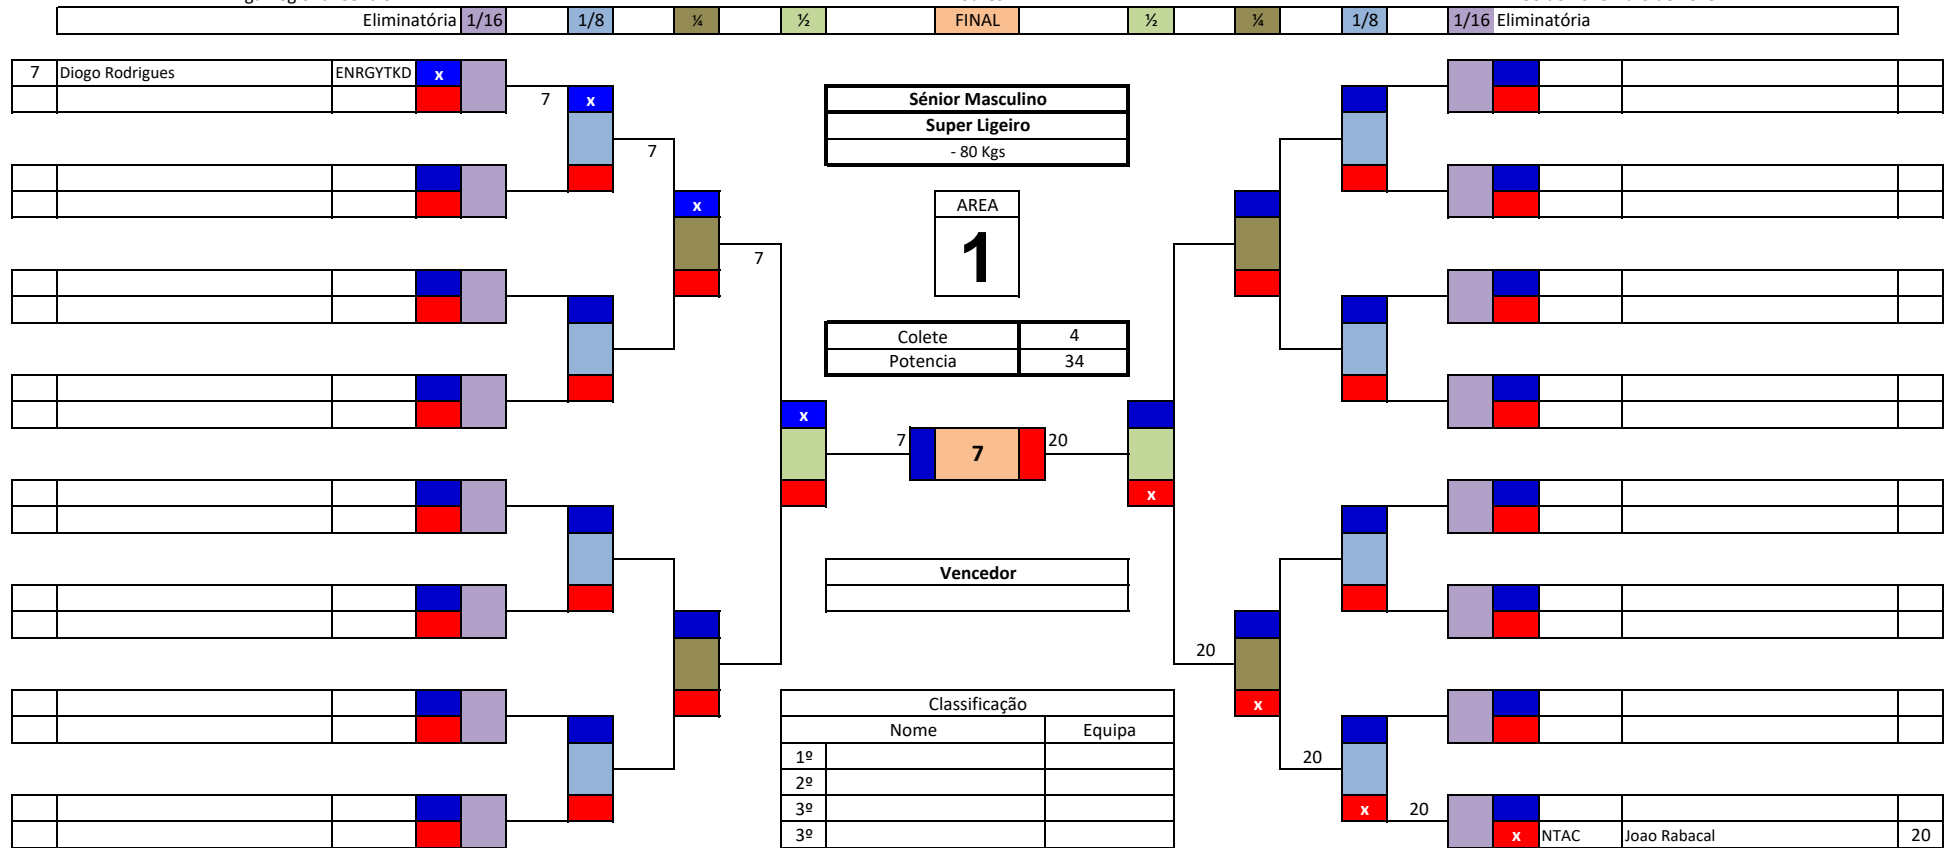 Eliminatória 1/16 1/8 ¼ ½ FINAL ½ ¼ 1/8 1/16 Eliminatória
7 Diogo Rodrigues ENRGYTKD x
7 x
Sénior Masculino
Super Ligeiro
- 80 Kgs
7
x
AREA
1
7
Colete 4
Potencia 34
x
7 7 20
x
Vencedor
20
x
Classificação
Nome Equipa
1º
2º
3º
3º
20
x 20
x NTAC Joao Rabacal 20